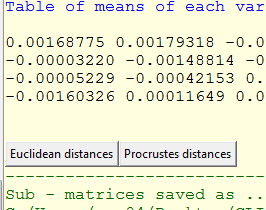 Table of means of each var
0.00168775 0.00179318 -0.0
-0.00003220 -0.00148814 -0
-0.00005229 -0.00042153 0.
-0.00160326 0.00011649 0.0
Euclidean distances Procrustes distances
Sub - matrices saved as ..